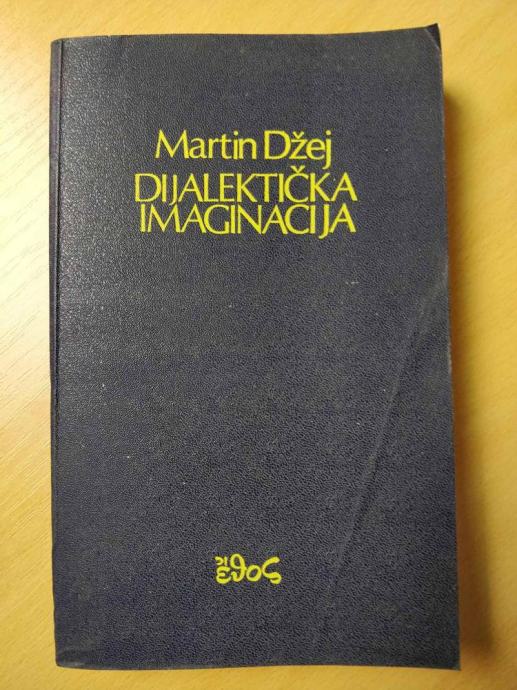 Martin Džej
DIJALEKTIČKA
IMAGINACIJA
ἔθος